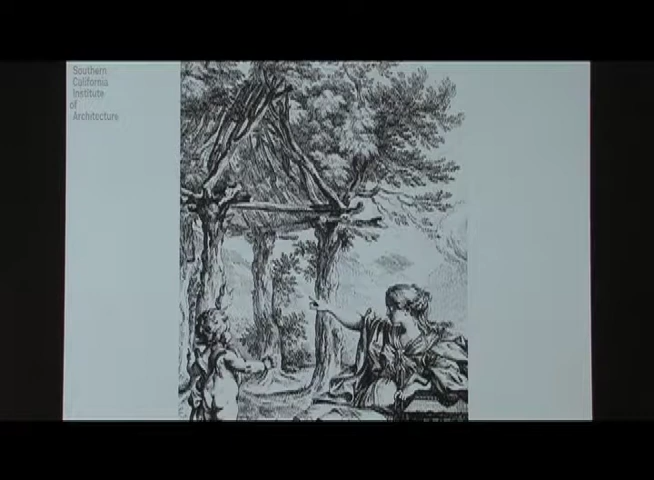 Southern
California
Institute
of
Architecture